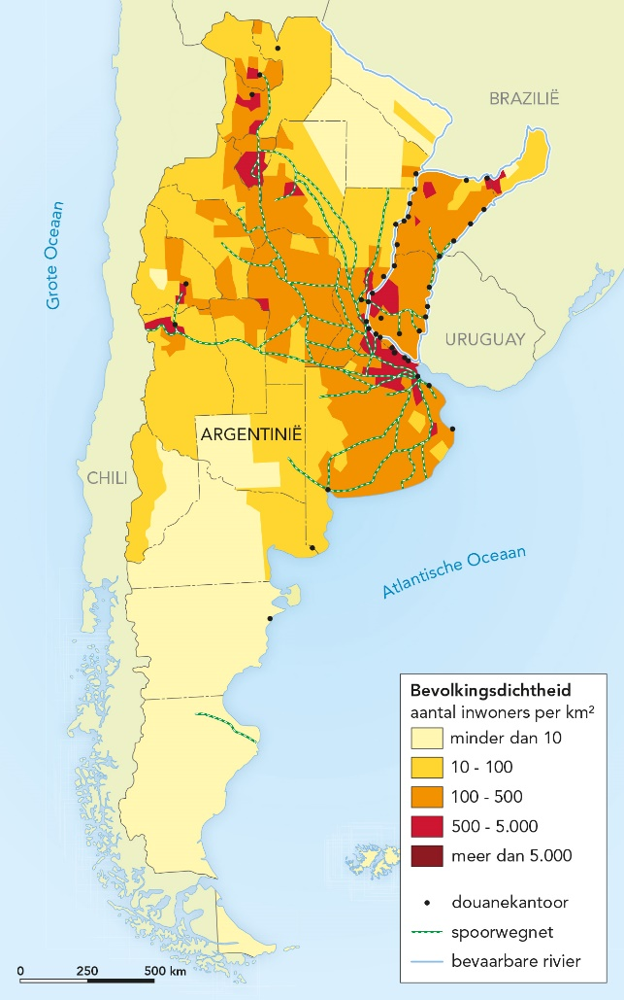 BRAZILIË
Grote Oceaan
URUGUAY
ARGENTINIË
CHILI
Atlantische Oceaan
Bevolkingsdichtheid
aantal inwoners per km²
minder dan 10
10 - 100
100 - 500
500 - 5.000
meer dan 5.000
douanekantoor
spoorwegnet
bevaarbare rivier
0 250 500 km